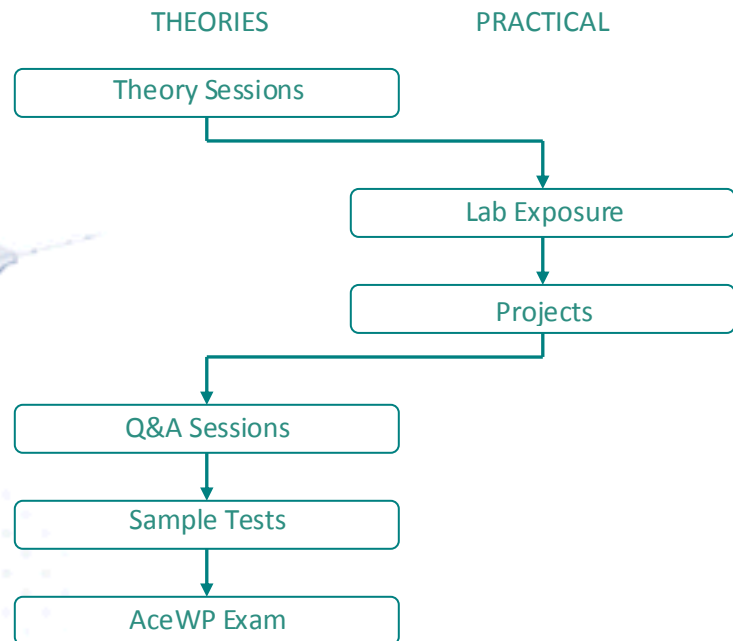 THEORIES PRACTICAL
Theory Sessions
Lab Exposure
Projects
Q&A Sessions
Sample Tests
AceWP Exam